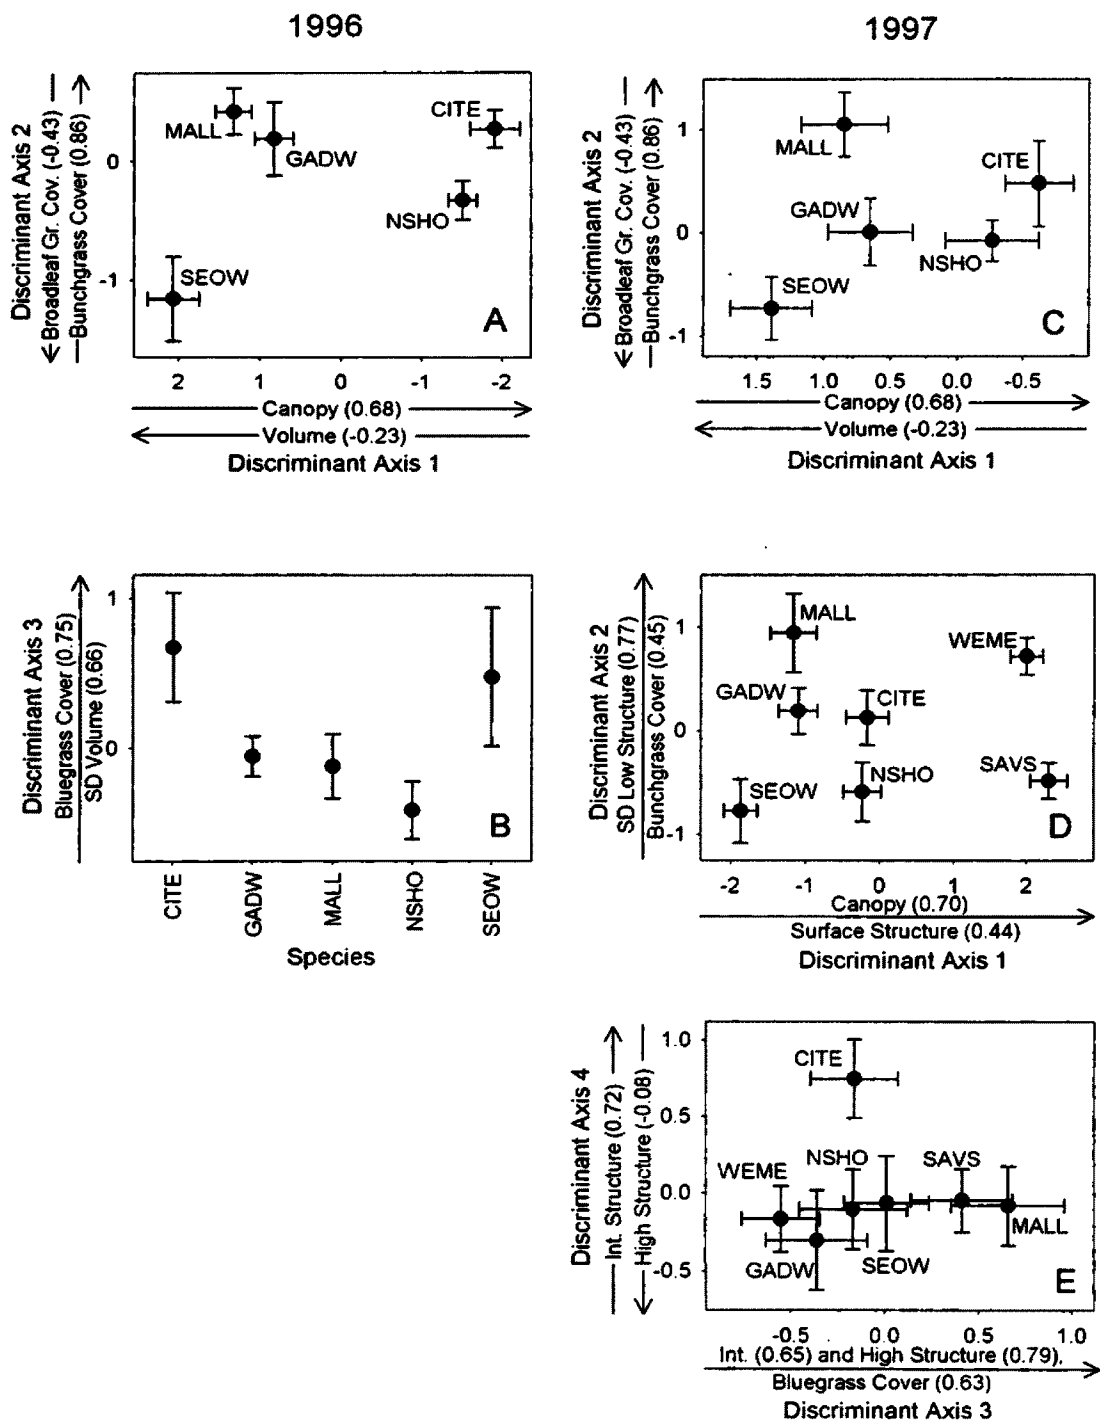 1996
1997
Discriminant Axis 2
Broadleaf Gr. Cov. (-0.43)
Bunchgrass Cover (0.86)
0
-1
MALL
GADW
CITE
NSHO
SEOW
A
2 1 0 -1 -2
Canopy (0.68)
Volume (-0.23)
Discriminant Axis 1
Discriminant Axis 2
Broadleaf Gr. Cov. (-0.43)
Bunchgrass Cover (0.86)
1
0
-1
MALL
CITE
GADW
NSHO
SEOW
C
1.5 1.0 0.5 0.0 -0.5
Canopy (0.68)
Volume (-0.23)
Discriminant Axis 1
Discriminant Axis 3
Bluegrass Cover (0.75)
SD Volume (0.66)
1
0
B
CITE
GADW
MALL
NSHO
SEOW
Species
Discriminant Axis 2
SD Low Structure (0.77)
Bunchgrass Cover (0.45)
1
0
-1
MALL
WEME
GADW
CITE
SEOW
NSHO
SAVS
D
-2 -1 0 1 2
Canopy (0.70)
Surface Structure (0.44)
Discriminant Axis 1
Discriminant Axis 4
Int. Structure (0.72)
High Structure (-0.08)
1.0
0.5
0.0
-0.5
CITE
WEME
NSHO
SAVS
GADW
SEOW
MALL
E
-0.5 0.0 0.5 1.0
Int. (0.65) and High Structure (0.79),
Bluegrass Cover (0.63)
Discriminant Axis 3